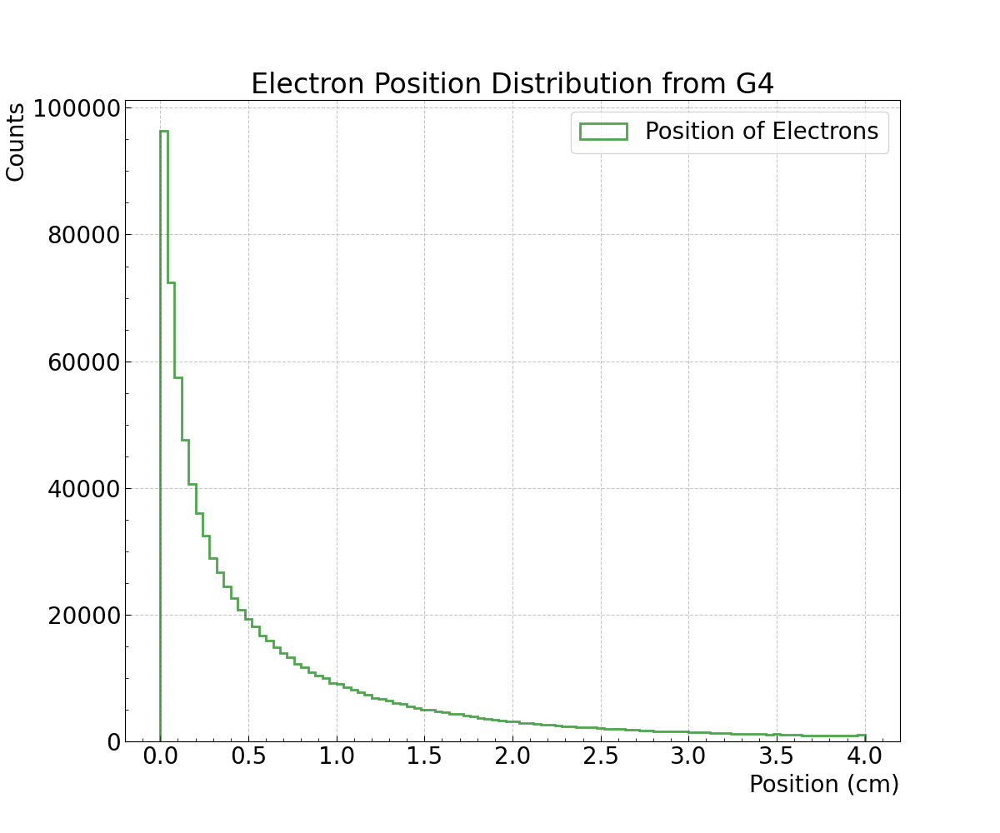 Electron Position Distribution from G4
Counts
100000
80000
60000
40000
20000
0
Position of Electrons
0.0 0.5 1.0 1.5 2.0 2.5 3.0 3.5 4.0
Position (cm)